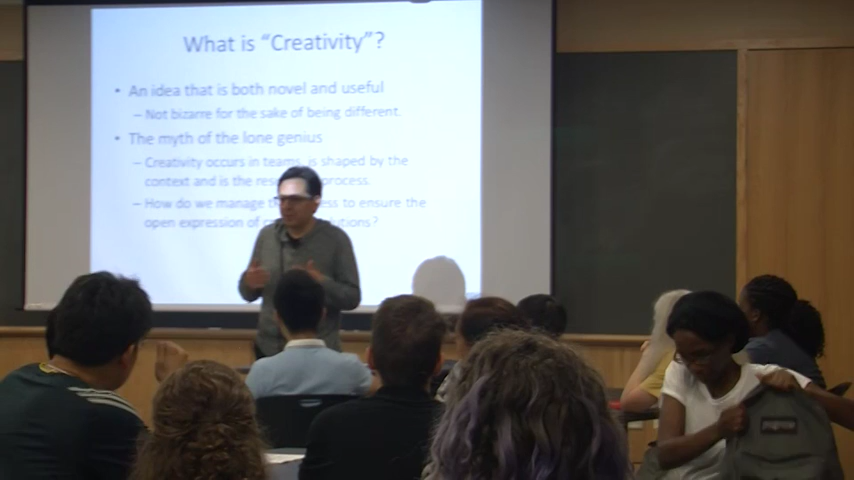 What is “Creativity”?
• An idea that is both novel and useful
– Not bizarre for the sake of being different.
• The myth of the lone genius
– Creativity occurs in teams, is shaped by the
context and is the process.
– How do we manage to ensure the
open expression of